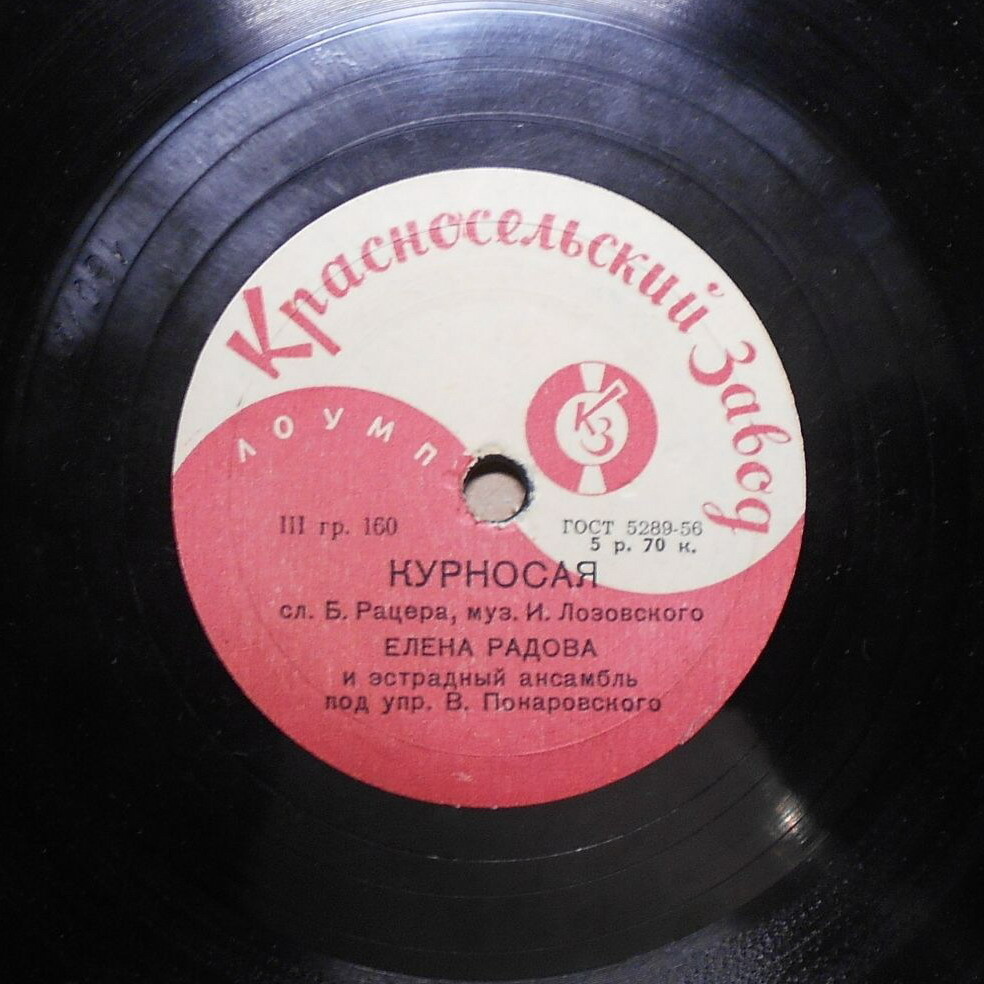 Красносельский Завод
ЛОУМП
КЗ
III гр. 160
ГОСТ 5289-56
5 р. 70 к.
КУРНОСАЯ
сл. Б. Рацера, муз. И. Лозовского
ЕЛЕНА РАДОВА
и эстрадный ансамбль
под упр. В. Понаровского